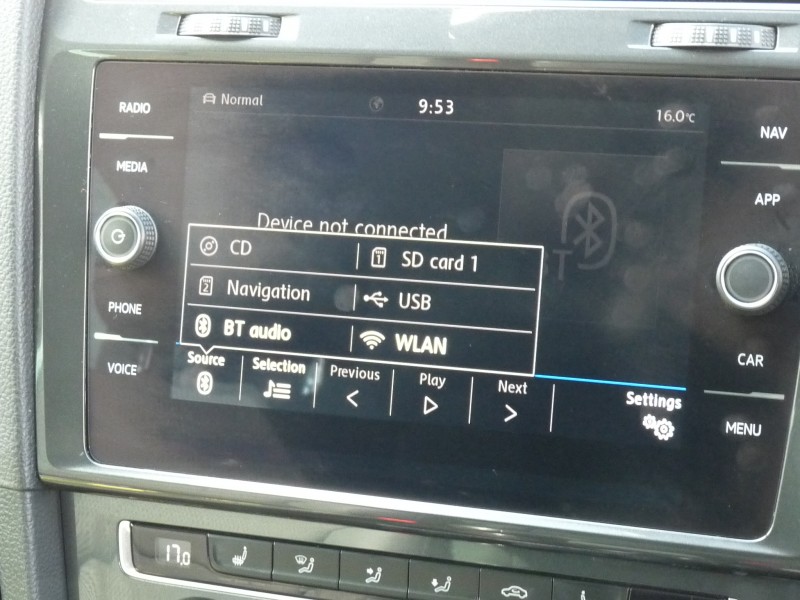 RADIO
MEDIA
PHONE
VOICE
Normal
9:53
16.0°C
Device not connected
BT
CD
SD card 1
Navigation
USB
BT audio
WLAN
Source
Selection
Previous
Play
Next
Settings
NAV
APP
CAR
MENU
17.0